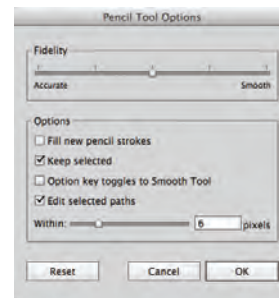 Pencil Tool Options
Fidelity
Accurate Smooth
Options
Fill new pencil strokes
Keep selected
Option key toggles to Smooth Tool
Edit selected paths
Within: 6 pixels
Reset Cancel OK